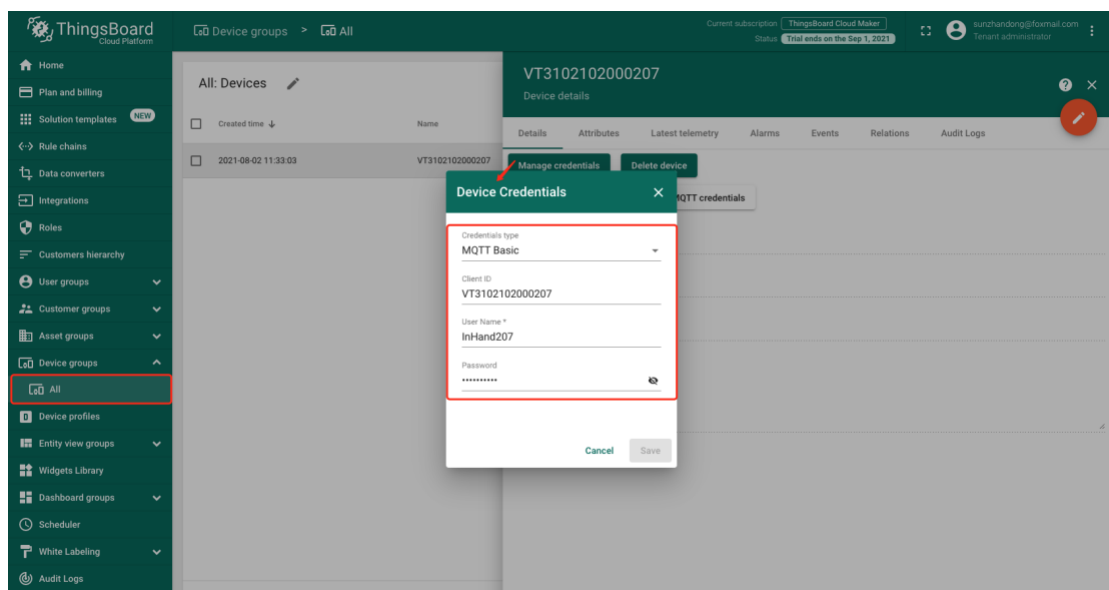 ThingsBoard
Cloud Platform
Device groups > All
Current subscription ThingsBoard Cloud Maker
Status Trial ends on the Sep 1, 2021
sunzhandong@foxmail.com
Tenant administrator
Home
Plan and billing
Solution templates NEW
Rule chains
Data converters
Integrations
Roles
Customers hierarchy
User groups
Customer groups
Asset groups
Device groups
All
Device profiles
Entity view groups
Widgets Library
Dashboard groups
Scheduler
White Labeling
Audit Logs
All: Devices
Created time Name
2021-08-02 11:33:03 VT3102102000207
VT3102102000207
Device details
Details Attributes Latest telemetry Alarms Events Relations Audit Logs
Manage credentials Delete device
MQTT credentials
Device Credentials
Credentials type
MQTT Basic
Client ID
VT3102102000207
User Name *
InHand207
Password
••••••••••
Cancel Save